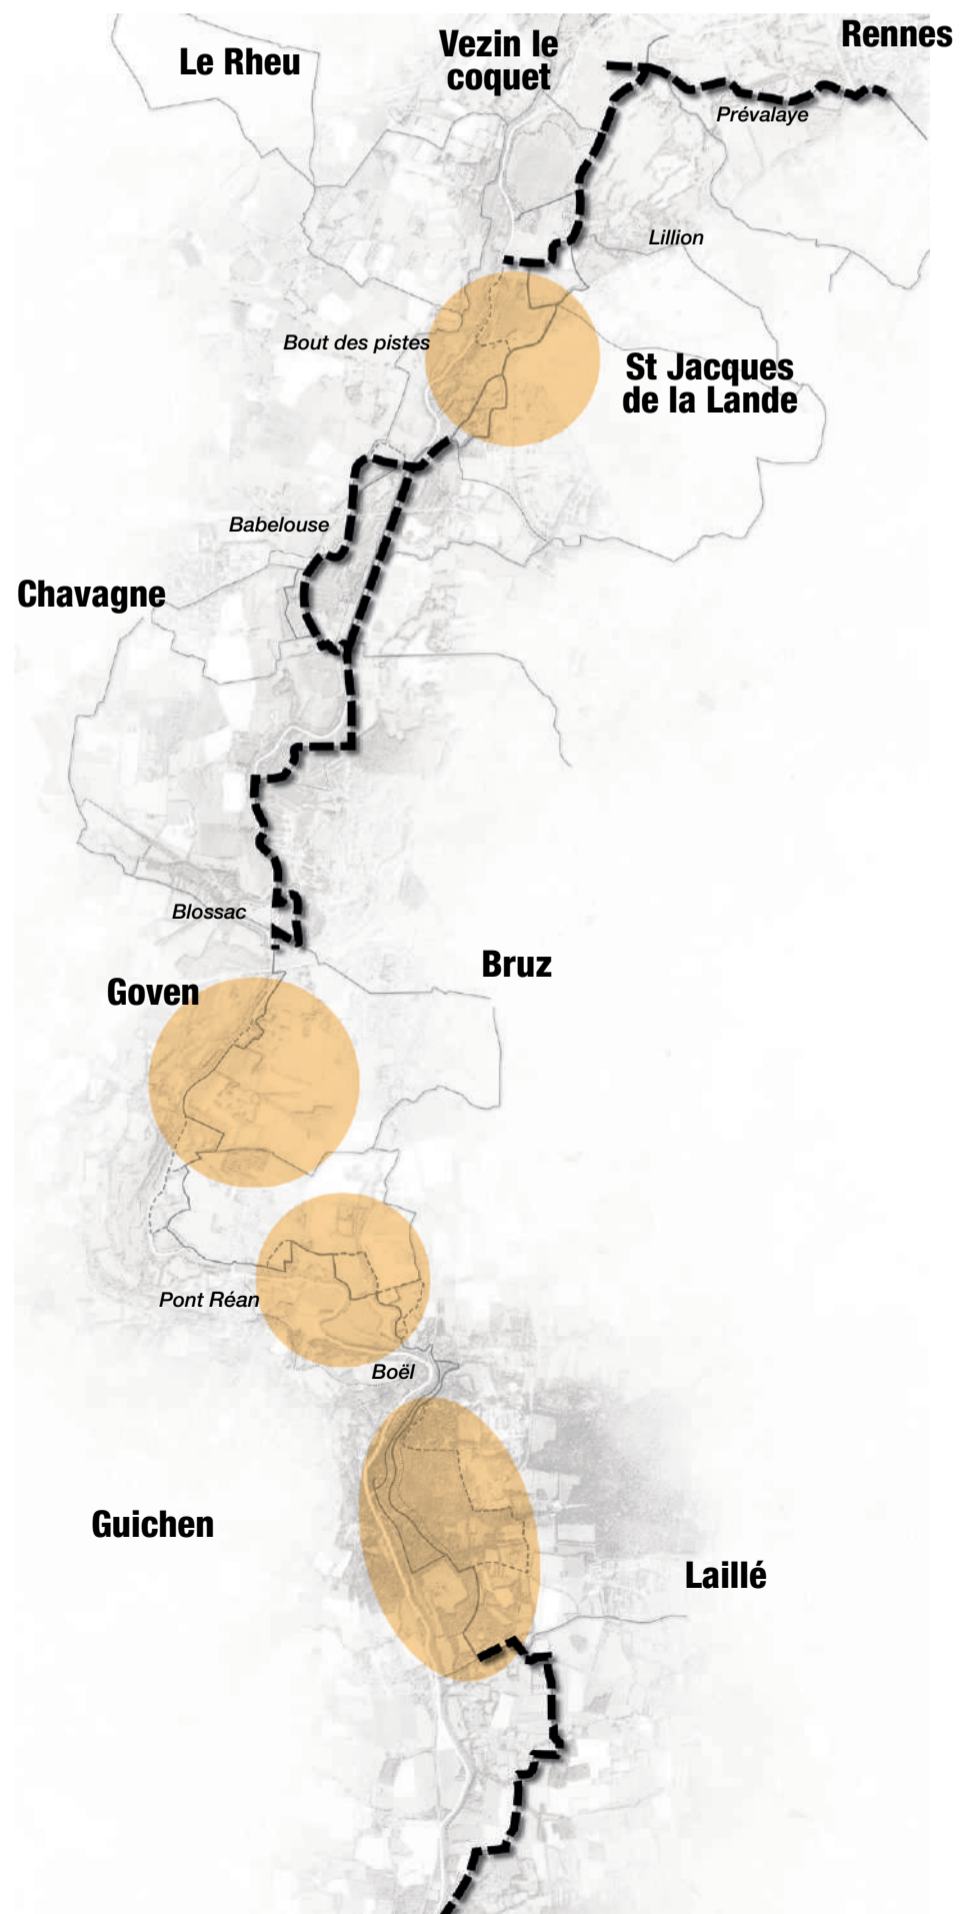 Rennes
Vezin le
coquet
Le Rheu
Prévalaye
Lillion
Bout des pistes
St Jacques
de la Lande
Babelouse
Chavagne
Blossac
Bruz
Goven
Pont Réan
Boël
Guichen
Laillé